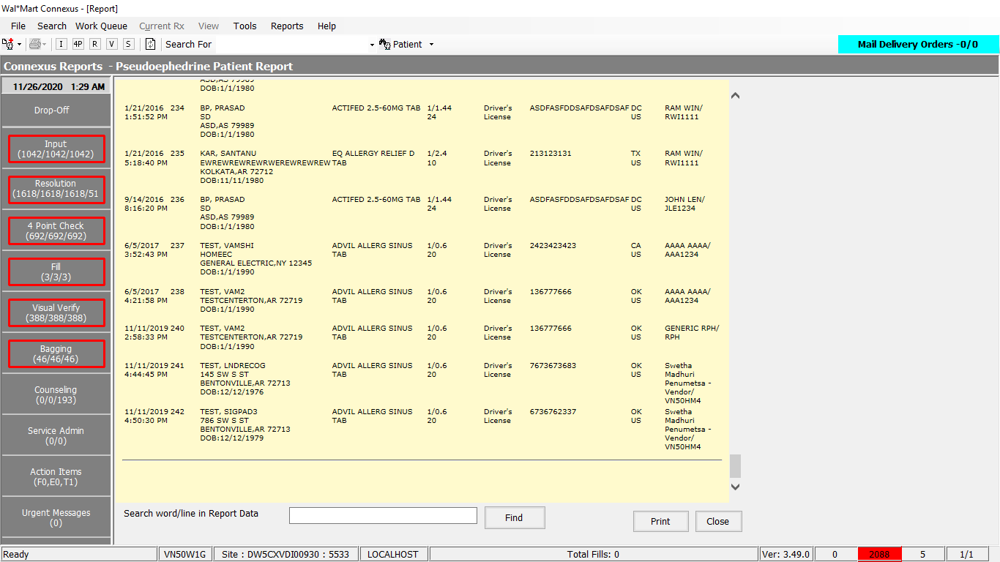 Wal*Mart Connexus - [Report]
File Search Work Queue Current Rx View Tools Reports Help
I 4P R V S Search For Patient Mail Delivery Orders -0/0
Connexus Reports - Pseudoephedrine Patient Report
11/26/2020 1:29 AM
Drop-Off
Input
(1042/1042/1042)
Resolution
(1618/1618/1618/51
4 Point Check
(692/692/692)
Fill
(3/3/3)
Visual Verify
(388/388/388)
Bagging
(46/46/46)
Counseling
(0/0/193)
Service Admin
(0/0)
Action Items
(F0,E0,T1)
Urgent Messages
(0)
ASD,AS 79989
DOB:1/1/1980
1/21/2016 234 BP, PRASAD ACTIFED 2.5-60MG TAB 1/1.44 Driver's ASDFASFDDSAFDSAFDSAF DC RAM WIN/
1:51:52 PM SD 24 License US RWI1111
ASD,AS 79989
DOB:1/1/1980
1/21/2016 235 KAR, SANTANU EQ ALLERGY RELIEF D 1/2.4 Driver's 213123131 TX RAM WIN/
5:18:40 PM EWREWREWREWRWEREWREWREW TAB 10 License US RWI1111
KOLKATA,AR 72712
DOB:11/11/1980
9/14/2016 236 BP, PRASAD ACTIFED 2.5-60MG TAB 1/1.44 Driver's ASDFASFDDSAFDSAFDSAF DC JOHN LEN/
8:16:20 PM SD 24 License US JLE1234
ASD,AS 79989
DOB:1/1/1980
6/5/2017 237 TEST, VAMSHI ADVIL ALLERG SINUS 1/0.6 Driver's 2423423423 CA AAAA AAAA/
3:52:43 PM HOMEEC TAB 20 License US AAA1234
GENERAL ELECTRIC,NY 12345
DOB:1/1/1990
6/5/2017 238 TEST, VAM2 ADVIL ALLERG SINUS 1/0.6 Driver's 136777666 OK AAAA AAAA/
4:21:58 PM TESTCENTERTON,AR 72719 TAB 20 License US AAA1234
DOB:1/1/1990
11/11/2019 240 TEST, VAM2 ADVIL ALLERG SINUS 1/0.6 Driver's 136777666 OK GENERIC RPH/
2:58:33 PM TESTCENTERTON,AR 72719 TAB 20 License US RPH
DOB:1/1/1990
11/11/2019 241 TEST, LNDRECOG ADVIL ALLERG SINUS 1/0.6 Driver's 7673673683 OK Swetha
4:44:45 PM 145 SW S ST TAB 20 License US Madhuri
BENTONVILLE,AR 72713 Penumetsa -
DOB:12/12/1976 Vendor/
VN50HM4
11/11/2019 242 TEST, SIGPAD3 ADVIL ALLERG SINUS 1/0.6 Driver's 6736762337 OK Swetha
4:50:30 PM 786 SW S ST TAB 20 License US Madhuri
BENTONVILLE,AR 72713 Penumetsa -
DOB:12/12/1979 Vendor/
VN50HM4
Search word/line in Report Data Find Print Close
Ready VN50W1G Site : DW5CXVDI00930 : 5533 LOCALHOST Total Fills: 0 Ver: 3.49.0 0 2088 5 1/1